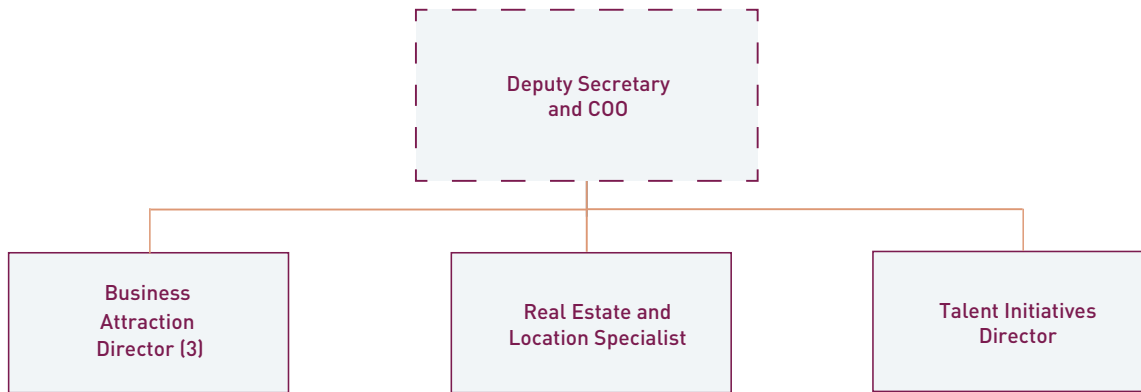 Deputy Secretary
and COO
Business
Attraction
Director (3)
Real Estate and
Location Specialist
Talent Initiatives
Director